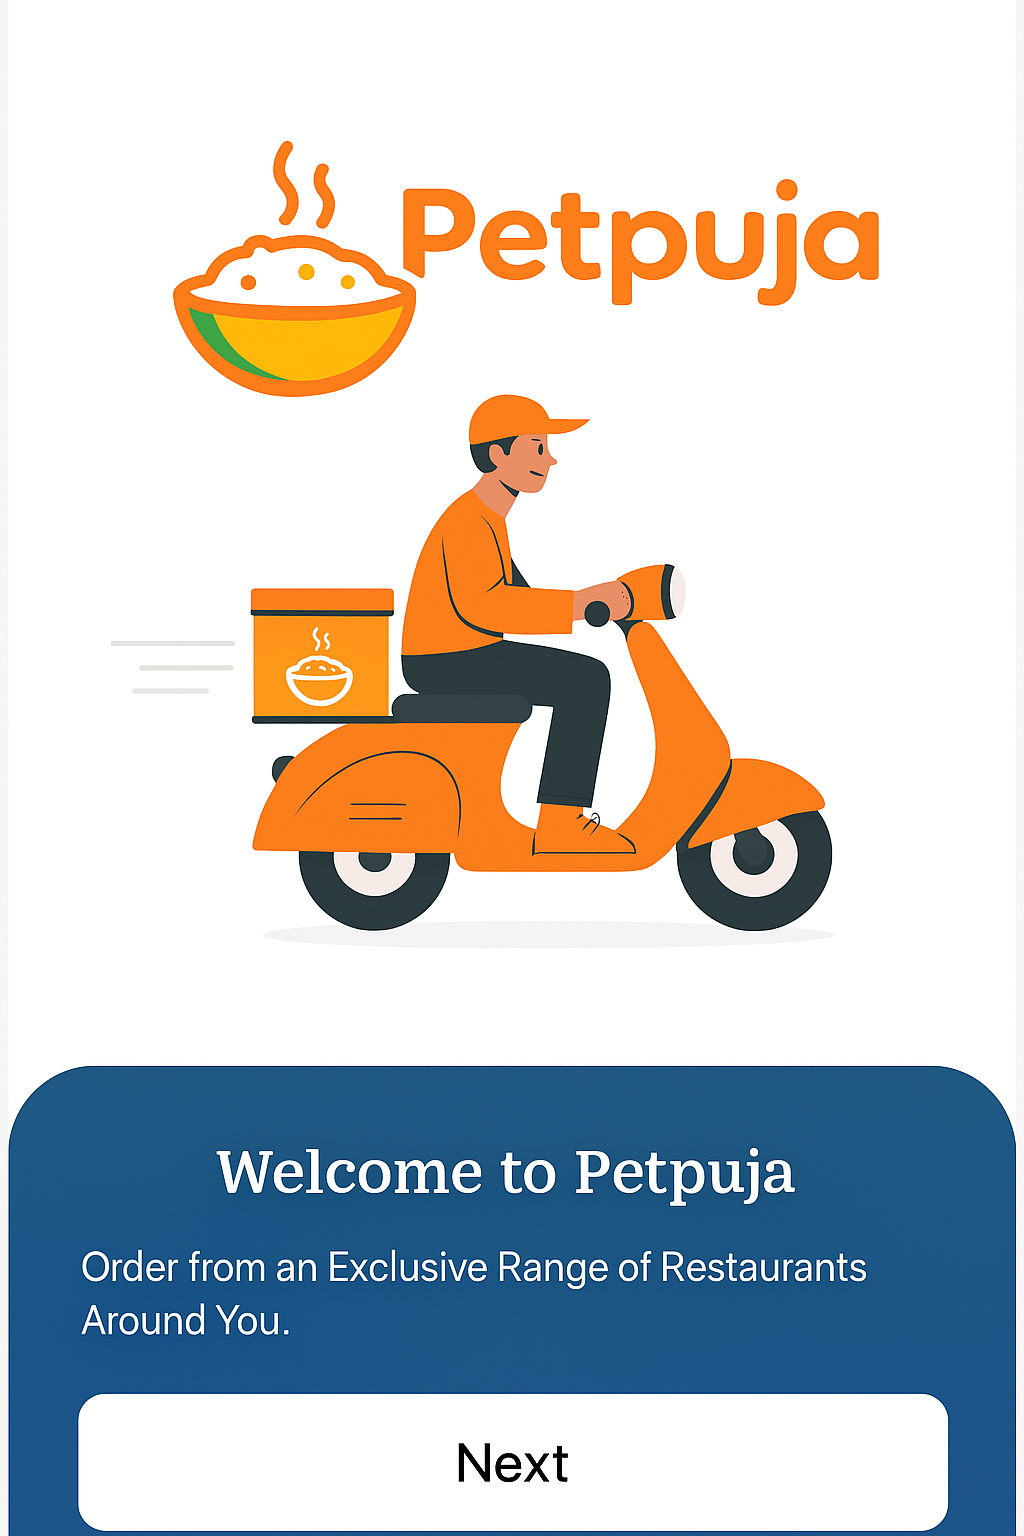 Petpuja
Welcome to Petpuja
Order from an Exclusive Range of Restaurants
Around You.
Next